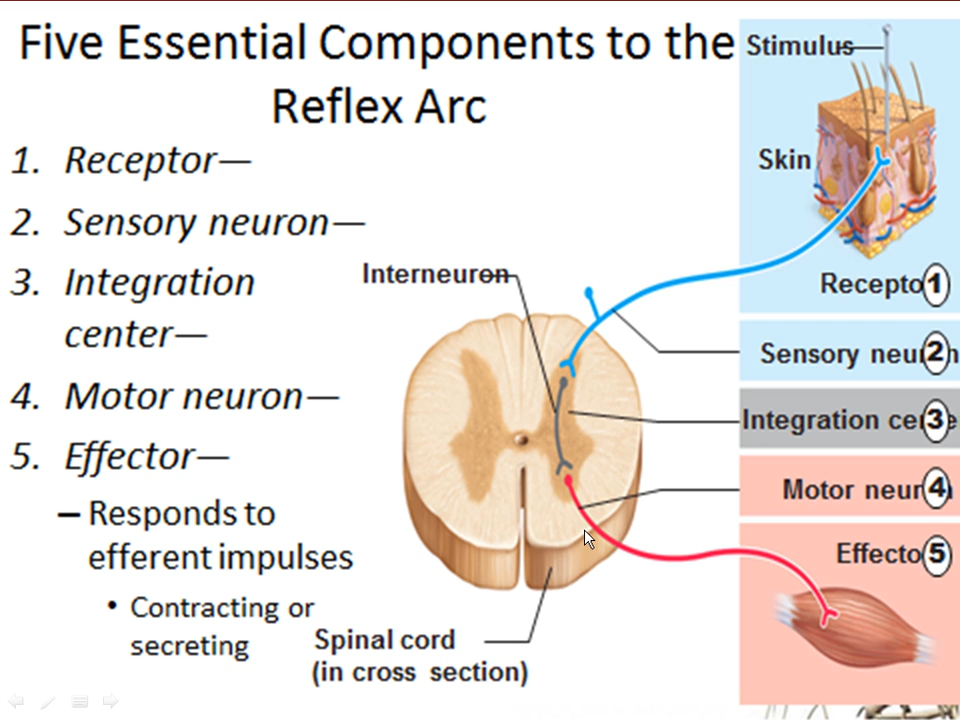 Five Essential Components to the
Reflex Arc
1. Receptor—
2. Sensory neuron—
3. Integration
center—
4. Motor neuron—
5. Effector—
– Responds to
efferent impulses
• Contracting or
secreting
Stimulus
Skin
Interneuron
Recepto 1
Sensory neu 2 n
Integration ce 3 e
Motor neur 4
Effecto 5
Spinal cord
(in cross section)